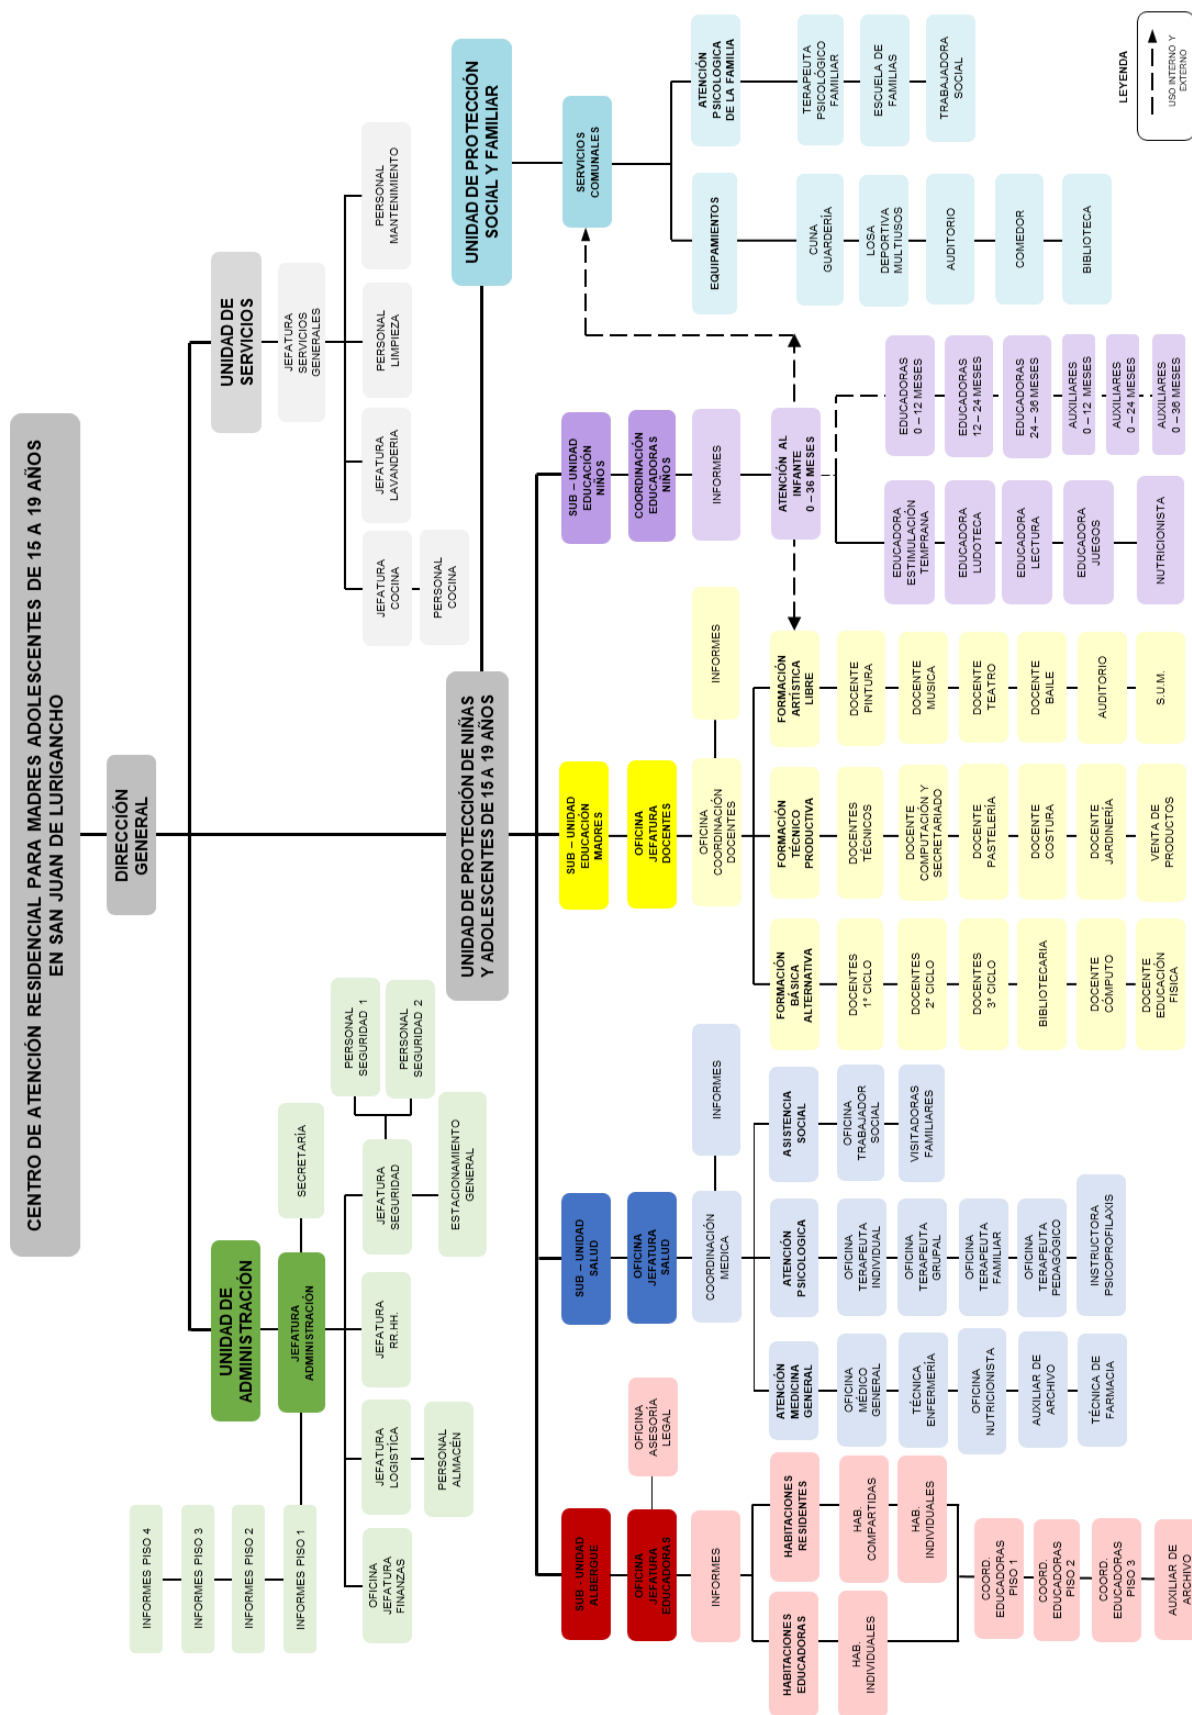 CENTRO DE ATENCIÓN RESIDENCIAL PARA MADRES ADOLESCENTES DE 15 A 19 AÑOS
EN SAN JUAN DE LURIGANCHO
DIRECCIÓN
GENERAL
UNIDAD DE
ADMINISTRACIÓN
JEFATURA
ADMINISTRACIÓN
SECRETARÍA
INFORMES PISO 4
INFORMES PISO 3
INFORMES PISO 2
INFORMES PISO 1
OFICINA
JEFATURA
FINANZAS
JEFATURA
LOGISTÍCA
PERSONAL
ALMACÉN
JEFATURA
RR.HH.
JEFATURA
SEGURIDAD
PERSONAL
SEGURIDAD 1
PERSONAL
SEGURIDAD 2
ESTACIONAMIENTO
GENERAL
UNIDAD DE
SERVICIOS
JEFATURA
SERVICIOS
GENERALES
JEFATURA
COCINA
PERSONAL
COCINA
JEFATURA
LAVANDERIA
PERSONAL
LIMPIEZA
PERSONAL
MANTENIMIENTO
UNIDAD DE PROTECCIÓN DE NIÑAS
Y ADOLESCENTES DE 15 A 19 AÑOS
UNIDAD DE PROTECCIÓN
SOCIAL Y FAMILIAR
SUB - UNIDAD
ALBERGUE
OFICINA
JEFATURA
EDUCADORAS
OFICINA
ASESORÍA
LEGAL
INFORMES
HABITACIONES
EDUCADORAS
HAB.
INDIVIDUALES
HABITACIONES
RESIDENTES
HAB.
COMPARTIDAS
HAB.
INDIVIDUALES
COORD.
EDUCADORAS
PISO 1
COORD.
EDUCADORAS
PISO 2
COORD.
EDUCADORAS
PISO 3
AUXILIAR DE
ARCHIVO
SUB – UNIDAD
SALUD
OFICINA
JEFATURA
SALUD
COORDINACIÓN
MEDICA
INFORMES
ATENCIÓN
MEDICINA
GENERAL
OFICINA
MÉDICO
GENERAL
TÉCNICA
ENFERMERÍA
OFICINA
NUTRICIONISTA
AUXILIAR DE
ARCHIVO
TÉCNICA DE
FARMACIA
ATENCIÓN
PSICOLOGICA
OFICINA
TERAPEUTA
INDIVIDUAL
OFICINA
TERAPEUTA
GRUPAL
OFICINA
TERAPEUTA
FAMILIAR
OFICINA
TERAPEUTA
PEDAGÓGICO
INSTRUCTORA
PSICOPROFILAXIS
ASISTENCIA
SOCIAL
OFICINA
TRABAJADOR
SOCIAL
VISITADORAS
FAMILIARES
SUB – UNIDAD
EDUCACIÓN
MADRES
OFICINA
JEFATURA
DOCENTES
OFICINA
COORDINACIÓN
DOCENTES
INFORMES
FORMACIÓN
BÁSICA
ALTERNATIVA
DOCENTES
1° CICLO
DOCENTES
2° CICLO
DOCENTES
3° CICLO
BIBLIOTECARIA
DOCENTE
CÓMPUTO
DOCENTE
EDUCACIÓN
FISICA
FORMACIÓN
TÉCNICO
PRODUCTIVA
DOCENTES
TÉCNICOS
DOCENTE
COMPUTACIÓN Y
SECRETARIADO
DOCENTE
PASTELERÍA
DOCENTE
COSTURA
DOCENTE
JARDINERÍA
VENTA DE
PRODUCTOS
FORMACIÓN
ARTÍSTICA
LIBRE
DOCENTE
PINTURA
DOCENTE
MUSICA
DOCENTE
TEATRO
DOCENTE
BAILE
AUDITORIO
S.U.M.
SUB – UNIDAD
EDUCACIÓN
NIÑOS
COORDINACIÓN
EDUCADORAS
NIÑOS
INFORMES
ATENCIÓN AL
INFANTE
0 – 36 MESES
EDUCADORA
ESTIMULACIÓN
TEMPRANA
EDUCADORA
LUDOTECA
EDUCADORA
LECTURA
EDUCADORA
JUEGOS
NUTRICIONISTA
EDUCADORAS
0 – 12 MESES
EDUCADORAS
12 – 24 MESES
EDUCADORAS
24 – 36 MESES
AUXILIARES
0 – 12 MESES
AUXILIARES
0 – 24 MESES
AUXILIARES
0 – 36 MESES
SERVICIOS
COMUNALES
EQUIPAMIENTOS
CUNA
GUARDERÍA
LOSA
DEPORTIVA
MULTIUSOS
AUDITORIO
COMEDOR
BIBLIOTECA
ATENCIÓN
PSICOLOGICA
DE LA FAMILIA
TERAPEUTA
PSICOLÓGICO
FAMILIAR
ESCUELA DE
FAMILIAS
TRABAJADORA
SOCIAL
LEYENDA
USO INTERNO Y
EXTERNO